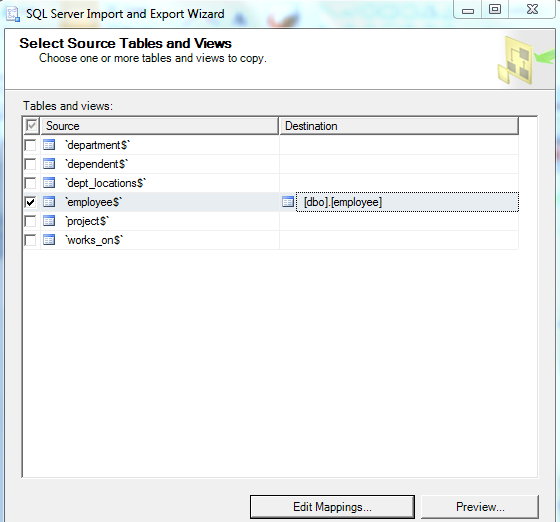 SQL Server Import and Export Wizard
Select Source Tables and Views
Choose one or more tables and views to copy.
Tables and views:
Source Destination
`department$`
`dependent$`
`dept_locations$`
`employee$` [dbo].[employee]
`project$`
`works_on$`
Edit Mappings... Preview...